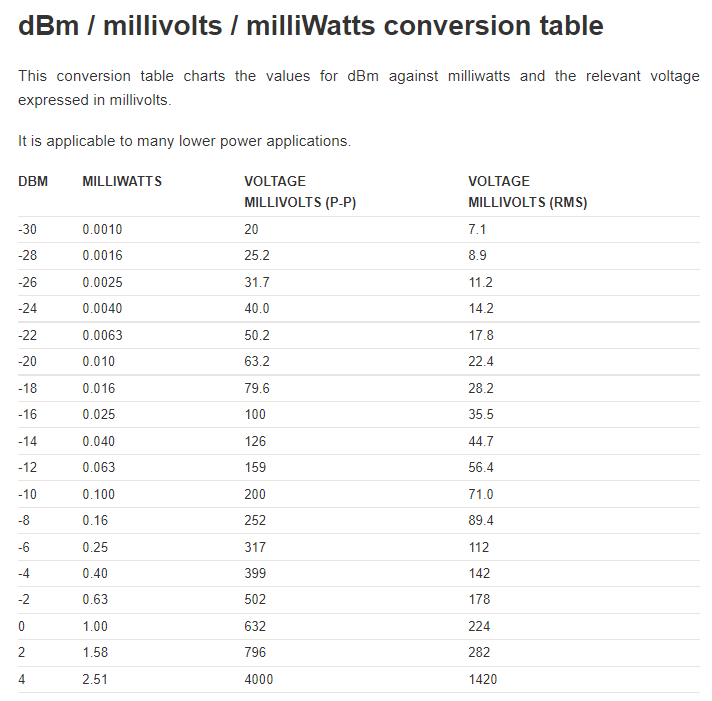 dBm / millivolts / milliWatts conversion table
This conversion table charts the values for dBm against milliwatts and the relevant voltage
expressed in millivolts.
It is applicable to many lower power applications.
DBM MILLIWATTS VOLTAGE VOLTAGE
MILLIVOLTS (P-P) MILLIVOLTS (RMS)
-30 0.0010 20 7.1
-28 0.0016 25.2 8.9
-26 0.0025 31.7 11.2
-24 0.0040 40.0 14.2
-22 0.0063 50.2 17.8
-20 0.010 63.2 22.4
-18 0.016 79.6 28.2
-16 0.025 100 35.5
-14 0.040 126 44.7
-12 0.063 159 56.4
-10 0.100 200 71.0
-8 0.16 252 89.4
-6 0.25 317 112
-4 0.40 399 142
-2 0.63 502 178
0 1.00 632 224
2 1.58 796 282
4 2.51 4000 1420